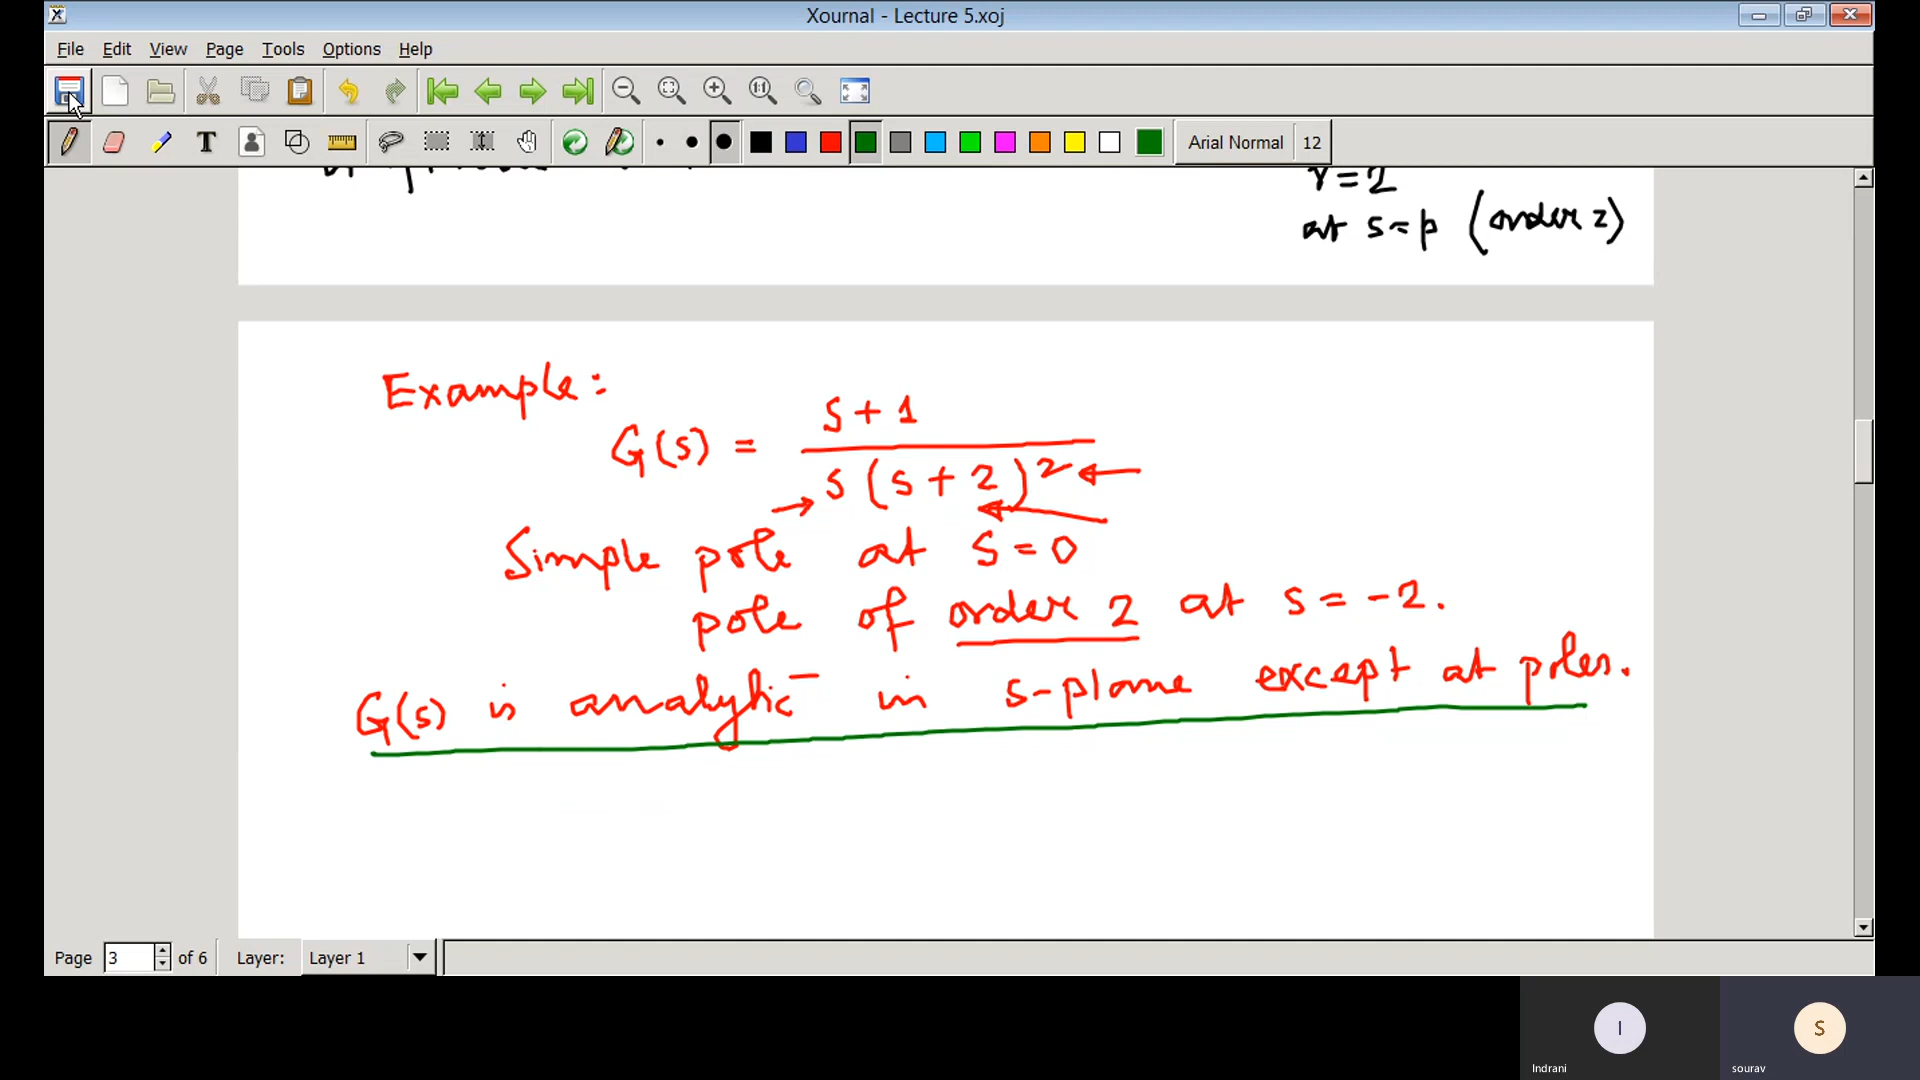 Xournal - Lecture 5.xoj
File Edit View Page Tools Options Help
Arial Normal 12
r=2
at s=p (order 2)
Example:
G(s) = s+1
s(s+2)²
Simple pole at s=0
pole of order 2 at s=-2.
G(s) is analytic in s-plane except at poles.
Page 3 of 6 Layer: Layer 1
I S
Indrani sourav